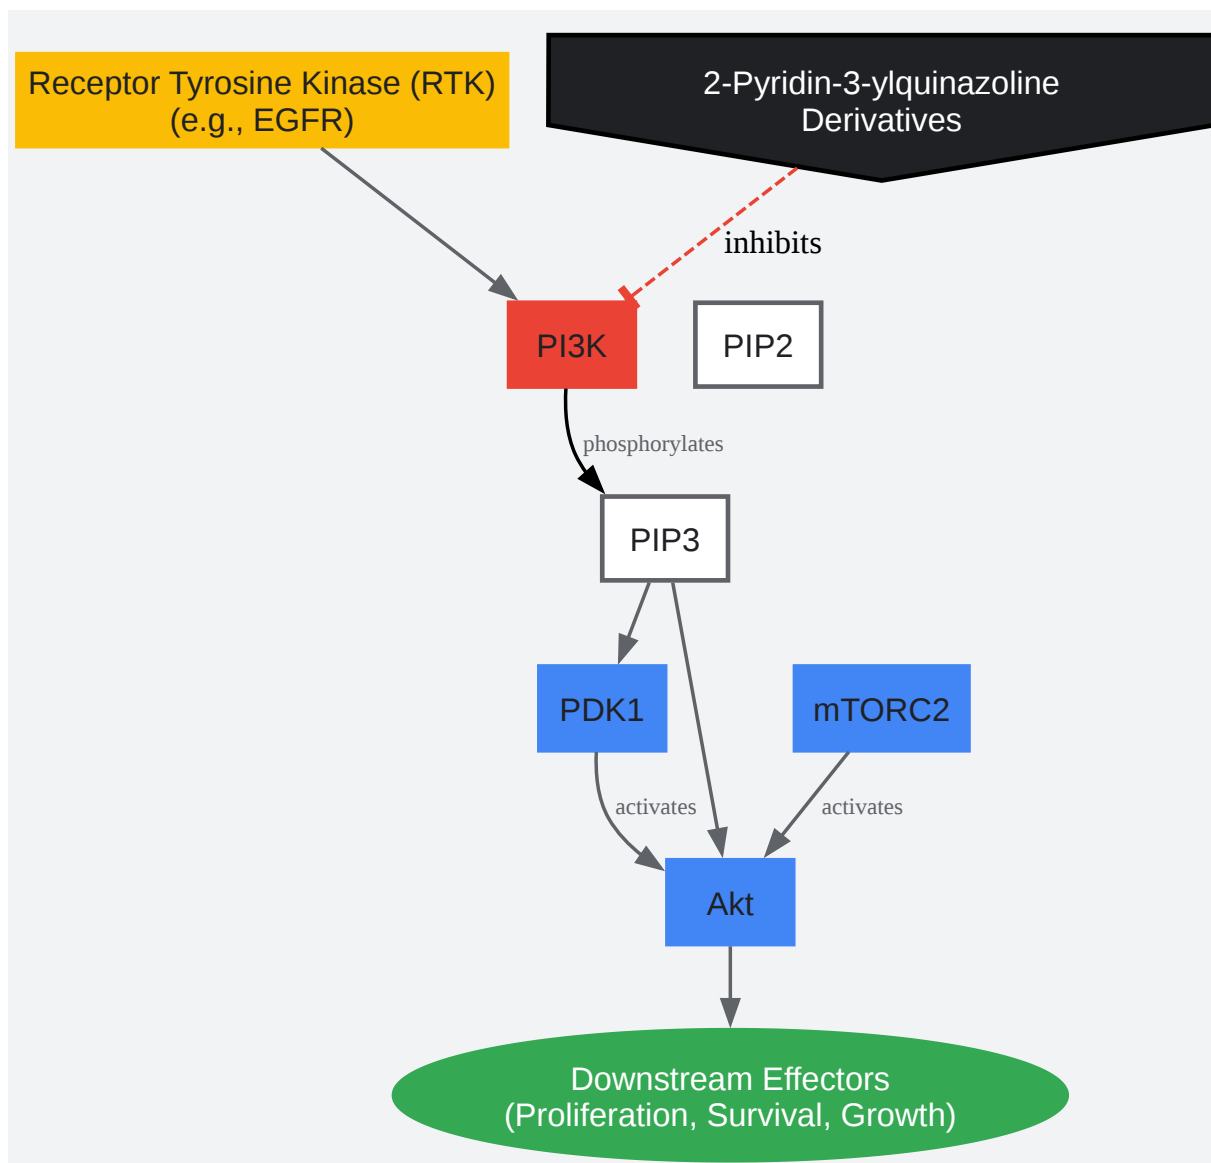 Receptor Tyrosine Kinase (RTK)
(e.g., EGFR)
2-Pyridin-3-ylquinazoline
Derivatives
inhibits
PI3K
PIP2
phosphorylates
PIP3
PDK1
mTORC2
activates
activates
Akt
Downstream Effectors
(Proliferation, Survival, Growth)